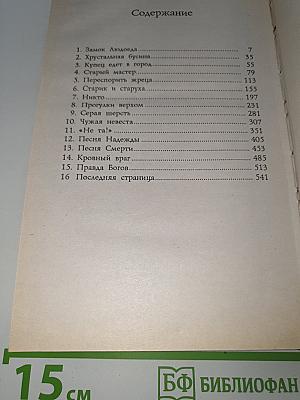 Содержание
1. Замок Людоеда 7
2. Хрустальная бусина 35
3. Купец едет в город 55
4. Старый мастер 79
5. Переспорить жреца 113
6. Старик и старуха 155
7. Никто 197
8. Прогулки верхом 231
9. Серая шерсть 281
10. Чужая невеста 307
11. «Не та!» 351
12. Песня Надежды 405
13. Песня Смерти 453
14. Кровный враг 485
15. Правда Богов 513
16 Последняя страница 541
15 см
БФ БИБЛИОФАН